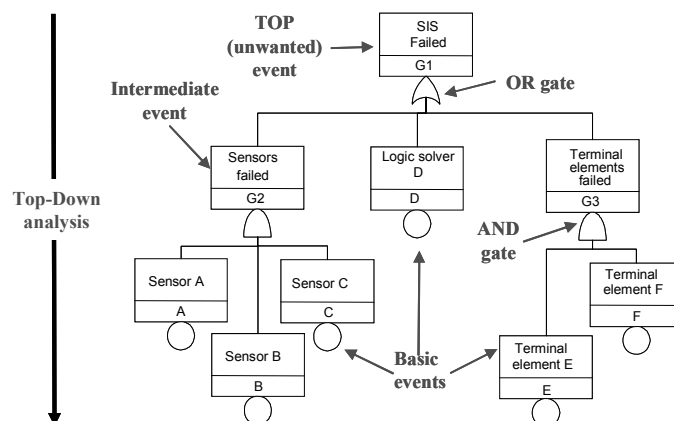 TOP
(unwanted)
event
SIS
Failed
G1
OR gate
Intermediate
event
Sensors
failed
G2
Logic solver
D
D
Terminal
elements
failed
G3
Top-Down
analysis
AND
gate
Sensor A
A
Sensor C
C
Terminal
element F
F
Sensor B
B
Basic
events
Terminal
element E
E